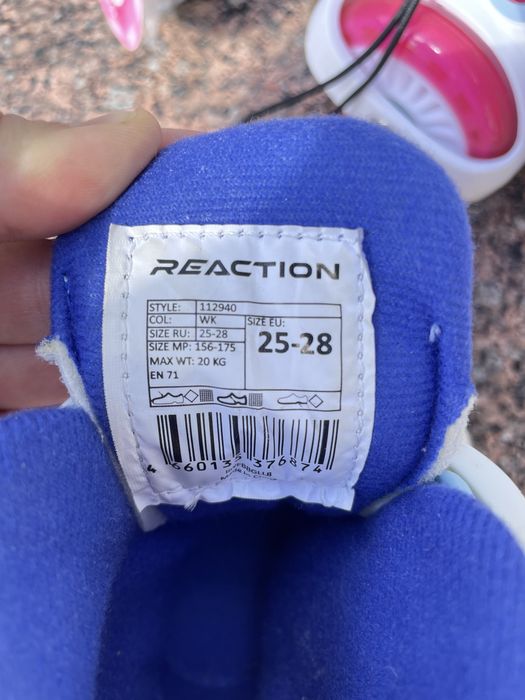 REACTION
STYLE: 112940
COL: WK
SIZE RU: 25-28
SIZE MP: 156-175
MAX WT: 20 KG
EN 71
SIZE EU:
25-28